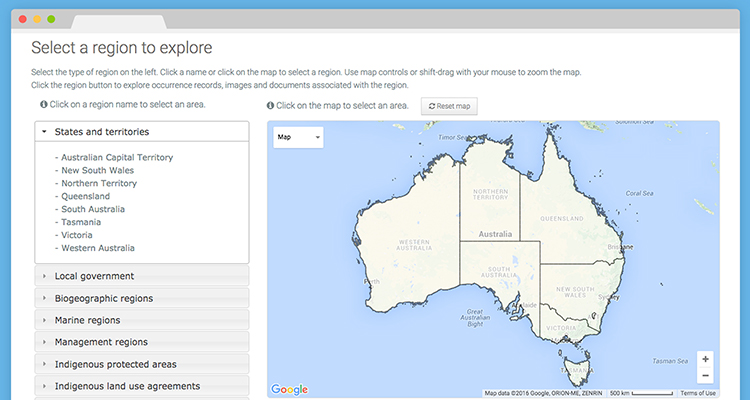 Select a region to explore
Select the type of region on the left. Click a name or click on the map to select a region. Use map controls or shift-drag with your mouse to zoom the map.
Click the region button to explore occurrence records, images and documents associated with the region.
Click on a region name to select an area.
Click on the map to select an area.
Reset map
States and territories
- Australian Capital Territory
- New South Wales
- Northern Territory
- Queensland
- South Australia
- Tasmania
- Victoria
- Western Australia
Local government
Biogeographic regions
Marine regions
Management regions
Indigenous protected areas
Indigenous land use agreements
Map
Solomon Sea
Timor Sea
Coral Sea
NORTHERN
TERRITORY
QUEENSLAND
Australia
WESTERN
AUSTRALIA
Brisbane
SOUTH
AUSTRALIA
Perth
NEW SOUTH
WALES
Sydney
Great
Australian
Bight
VICTORIA
Tasman Sea
TASMANIA
+
−
Google
Map data ©2016 Google, ORION-ME, ZENRIN
500 km
Terms of Use